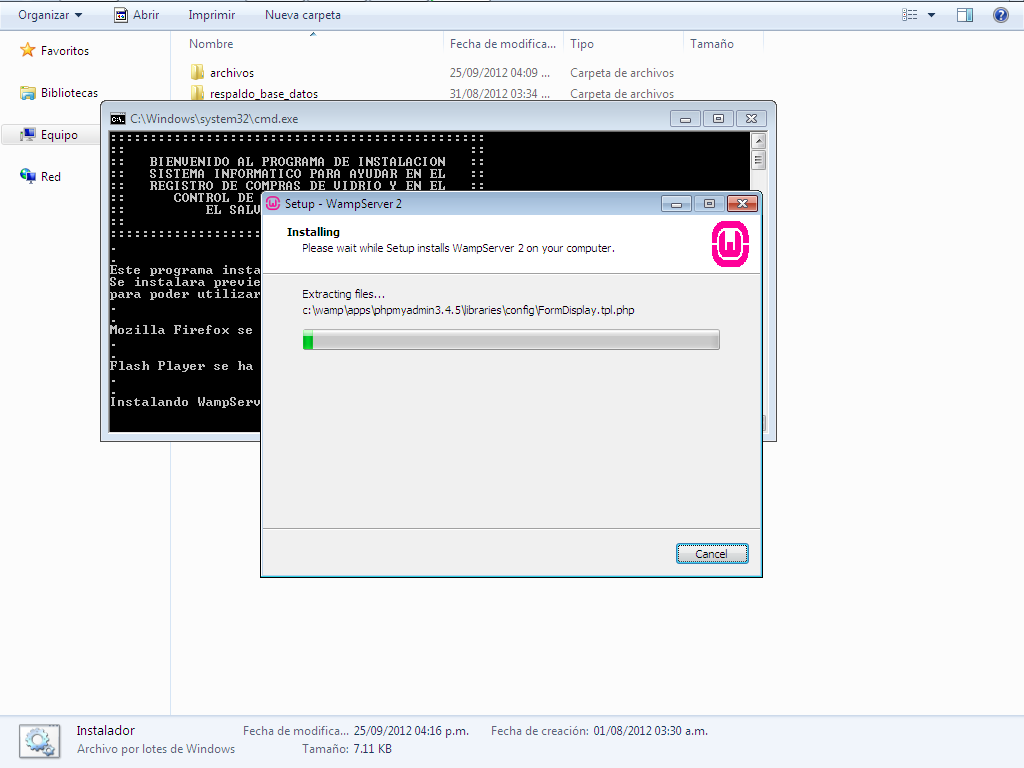 Organizar Abrir Imprimir Nueva carpeta
Nombre Fecha de modifica... Tipo Tamaño
Favoritos
Bibliotecas
Equipo
Red
archivos 25/09/2012 04:09 ... Carpeta de archivos
respaldo_base_datos 31/08/2012 03:34 ... Carpeta de archivos
C:\Windows\system32\cmd.exe
BIENVENIDO AL PROGRAMA DE INSTALACION
SISTEMA INFORMATICO PARA AYUDAR EN EL
REGISTRO DE COMPRAS DE VIDRIO Y EN EL
CONTROL DE
EL SALV
Este programa insta
Se instalara previe
para poder utilizar
Mozilla Firefox se
Flash Player se ha
Instalando WampServ
Setup - WampServer 2
Installing
Please wait while Setup installs WampServer 2 on your computer.
Extracting files...
c:\wamp\apps\phpmyadmin3.4.5\libraries\config\FormDisplay.tpl.php
Cancel
Instalador Fecha de modifica... 25/09/2012 04:16 p.m. Fecha de creación: 01/08/2012 03:30 a.m.
Archivo por lotes de Windows Tamaño: 7.11 KB